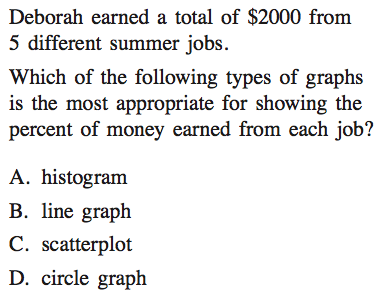 Deborah earned a total of $2000 from
5 different summer jobs.
Which of the following types of graphs
is the most appropriate for showing the
percent of money earned from each job?
A. histogram
B. line graph
C. scatterplot
D. circle graph